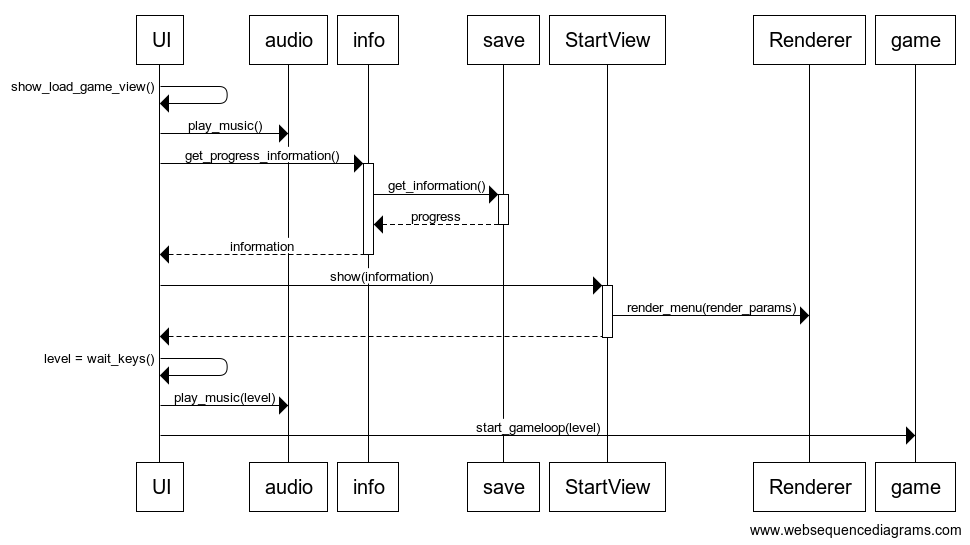 UI audio info save StartView Renderer game
show_load_game_view()
play_music()
get_progress_information()
get_information()
progress
information
show(information)
render_menu(render_params)
level = wait_keys()
play_music(level)
start_gameloop(level)
UI audio info save StartView Renderer game
www.websequencediagrams.com